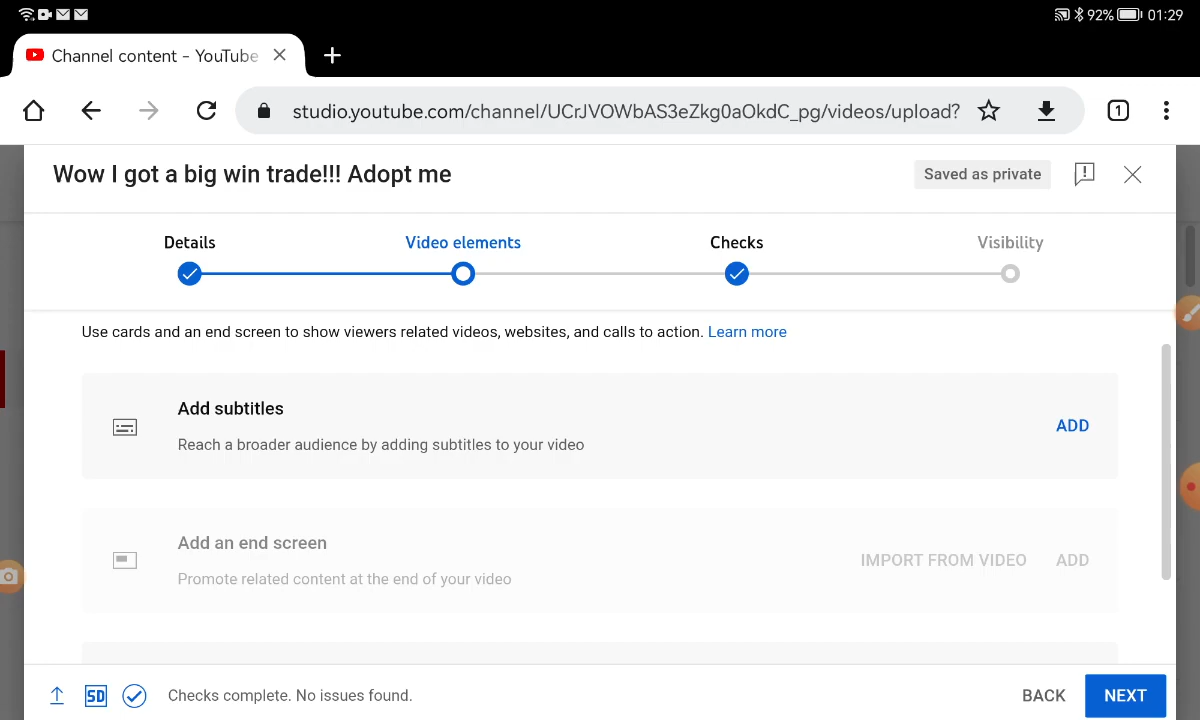 92% 01:29
Channel content - YouTube
studio.youtube.com/channel/UCrJVOWbAS3eZkg0aOkdC_pg/videos/upload?
1
Wow I got a big win trade!!! Adopt me
Saved as private
Details Video elements Checks Visibility
Use cards and an end screen to show viewers related videos, websites, and calls to action. Learn more
Add subtitles
Reach a broader audience by adding subtitles to your video
ADD
Add an end screen
Promote related content at the end of your video
IMPORT FROM VIDEO ADD
SD Checks complete. No issues found.
BACK NEXT